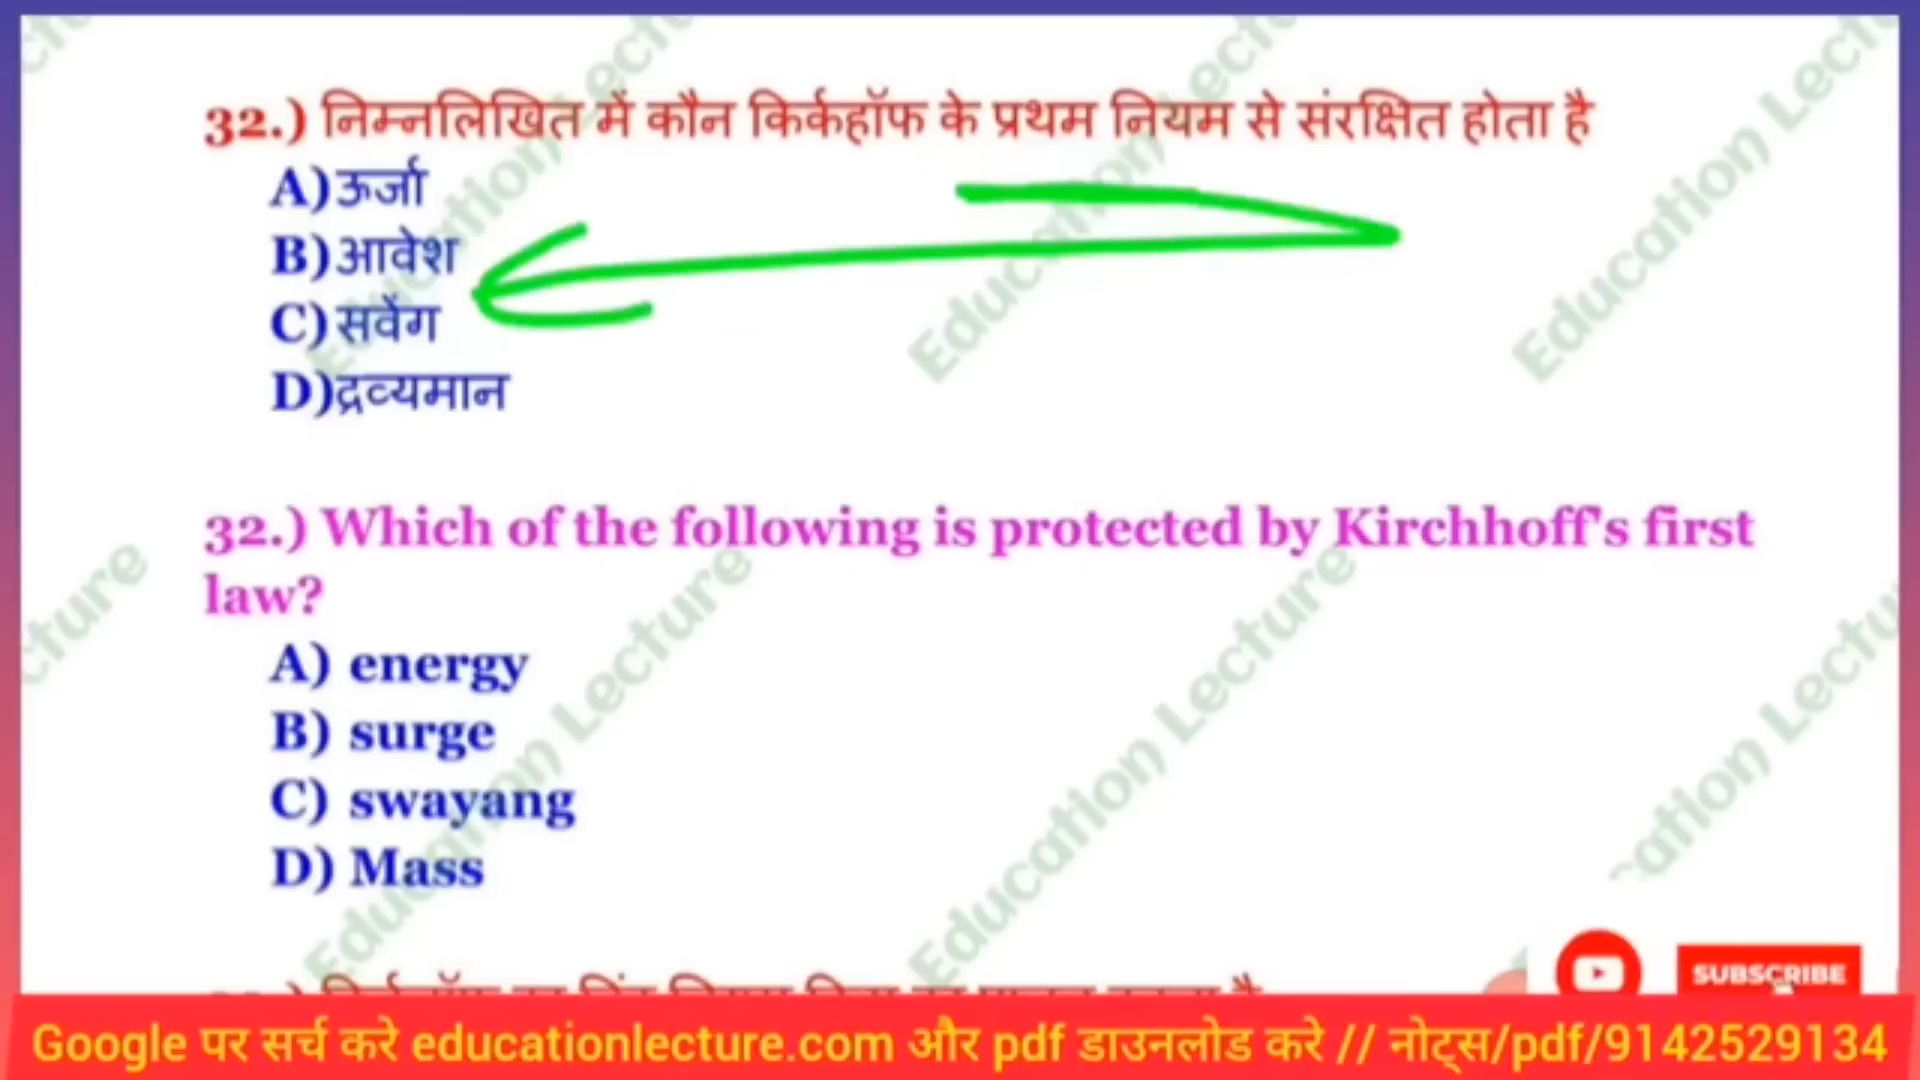 32.) निम्नलिखित में कौन किर्कहॉफ के प्रथम नियम से संरक्षित होता है
A)ऊर्जा
B)आवेश
C)सवेंग
D)द्रव्यमान
32.) Which of the following is protected by Kirchhoff's first
law?
A) energy
B) surge
C) swayang
D) Mass
SUBSCRIBE
Google पर सर्च करे educationlecture.com और pdf डाउनलोड करे // नोट्स/pdf/9142529134
Education Lecture